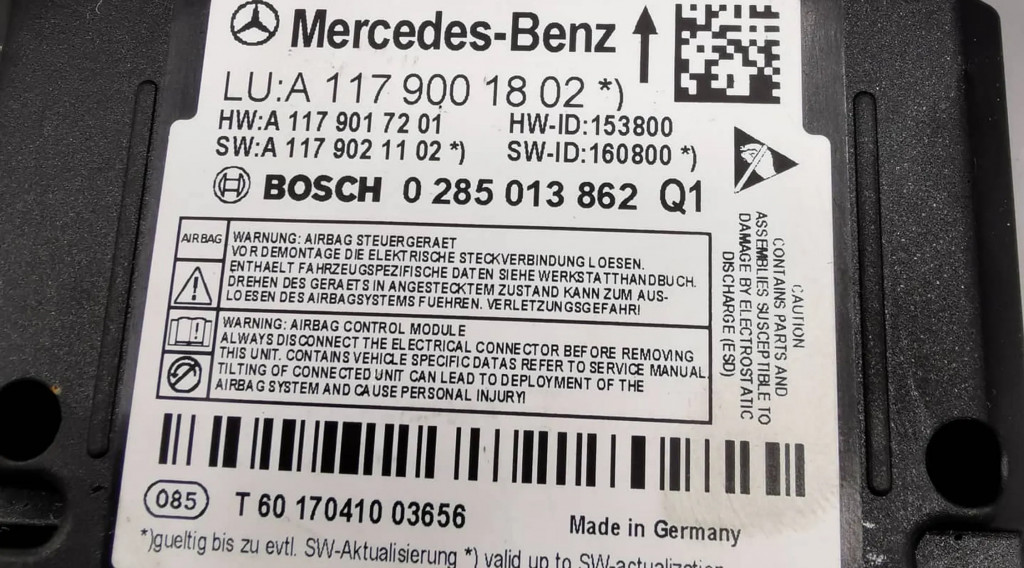 Mercedes-Benz
LU:A 117 900 18 02 *)
HW:A 117 901 72 01 HW-ID:153800
SW:A 117 902 11 02 *) SW-ID:160800 *)
BOSCH 0 285 013 862 Q1
AIRBAG
WARNUNG: AIRBAG STEUERGERAET
VOR DEMONTAGE DIE ELEKTRISCHE STECKVERBINDUNG LOESEN.
ENTHAELT FAHRZEUGSPEZIFISCHE DATEN SIEHE WERKSTATTHANDBUCH.
DREHEN DES GERAETS IN ANGESTECKTEM ZUSTAND KANN ZUM AUS-
LOESEN DES AIRBAGSYSTEMS FUEHREN. VERLETZUNGSGEFAHR!
WARNING: AIRBAG CONTROL MODULE
ALWAYS DISCONNECT THE ELECTRICAL CONNECTOR BEFORE REMOVING
THIS UNIT. CONTAINS VEHICLE SPECIFIC DATAS REFER TO SERVICE MANUAL.
TILTING OF CONNECTED UNIT CAN LEAD TO DEPLOYMENT OF THE
AIRBAG SYSTEM AND CAUSE PERSONAL INJURY!
CAUTION
CONTAINS PARTS AND
ASSEMBLIES SUSCEPTIBLE TO
DAMAGE BY ELECTROSTATIC
DISCHARGE (ESD)
085 T 60 170410 03656
Made in Germany
*)gueltig bis zu evtl. SW-Aktualisierung *) valid up to SW-actualization